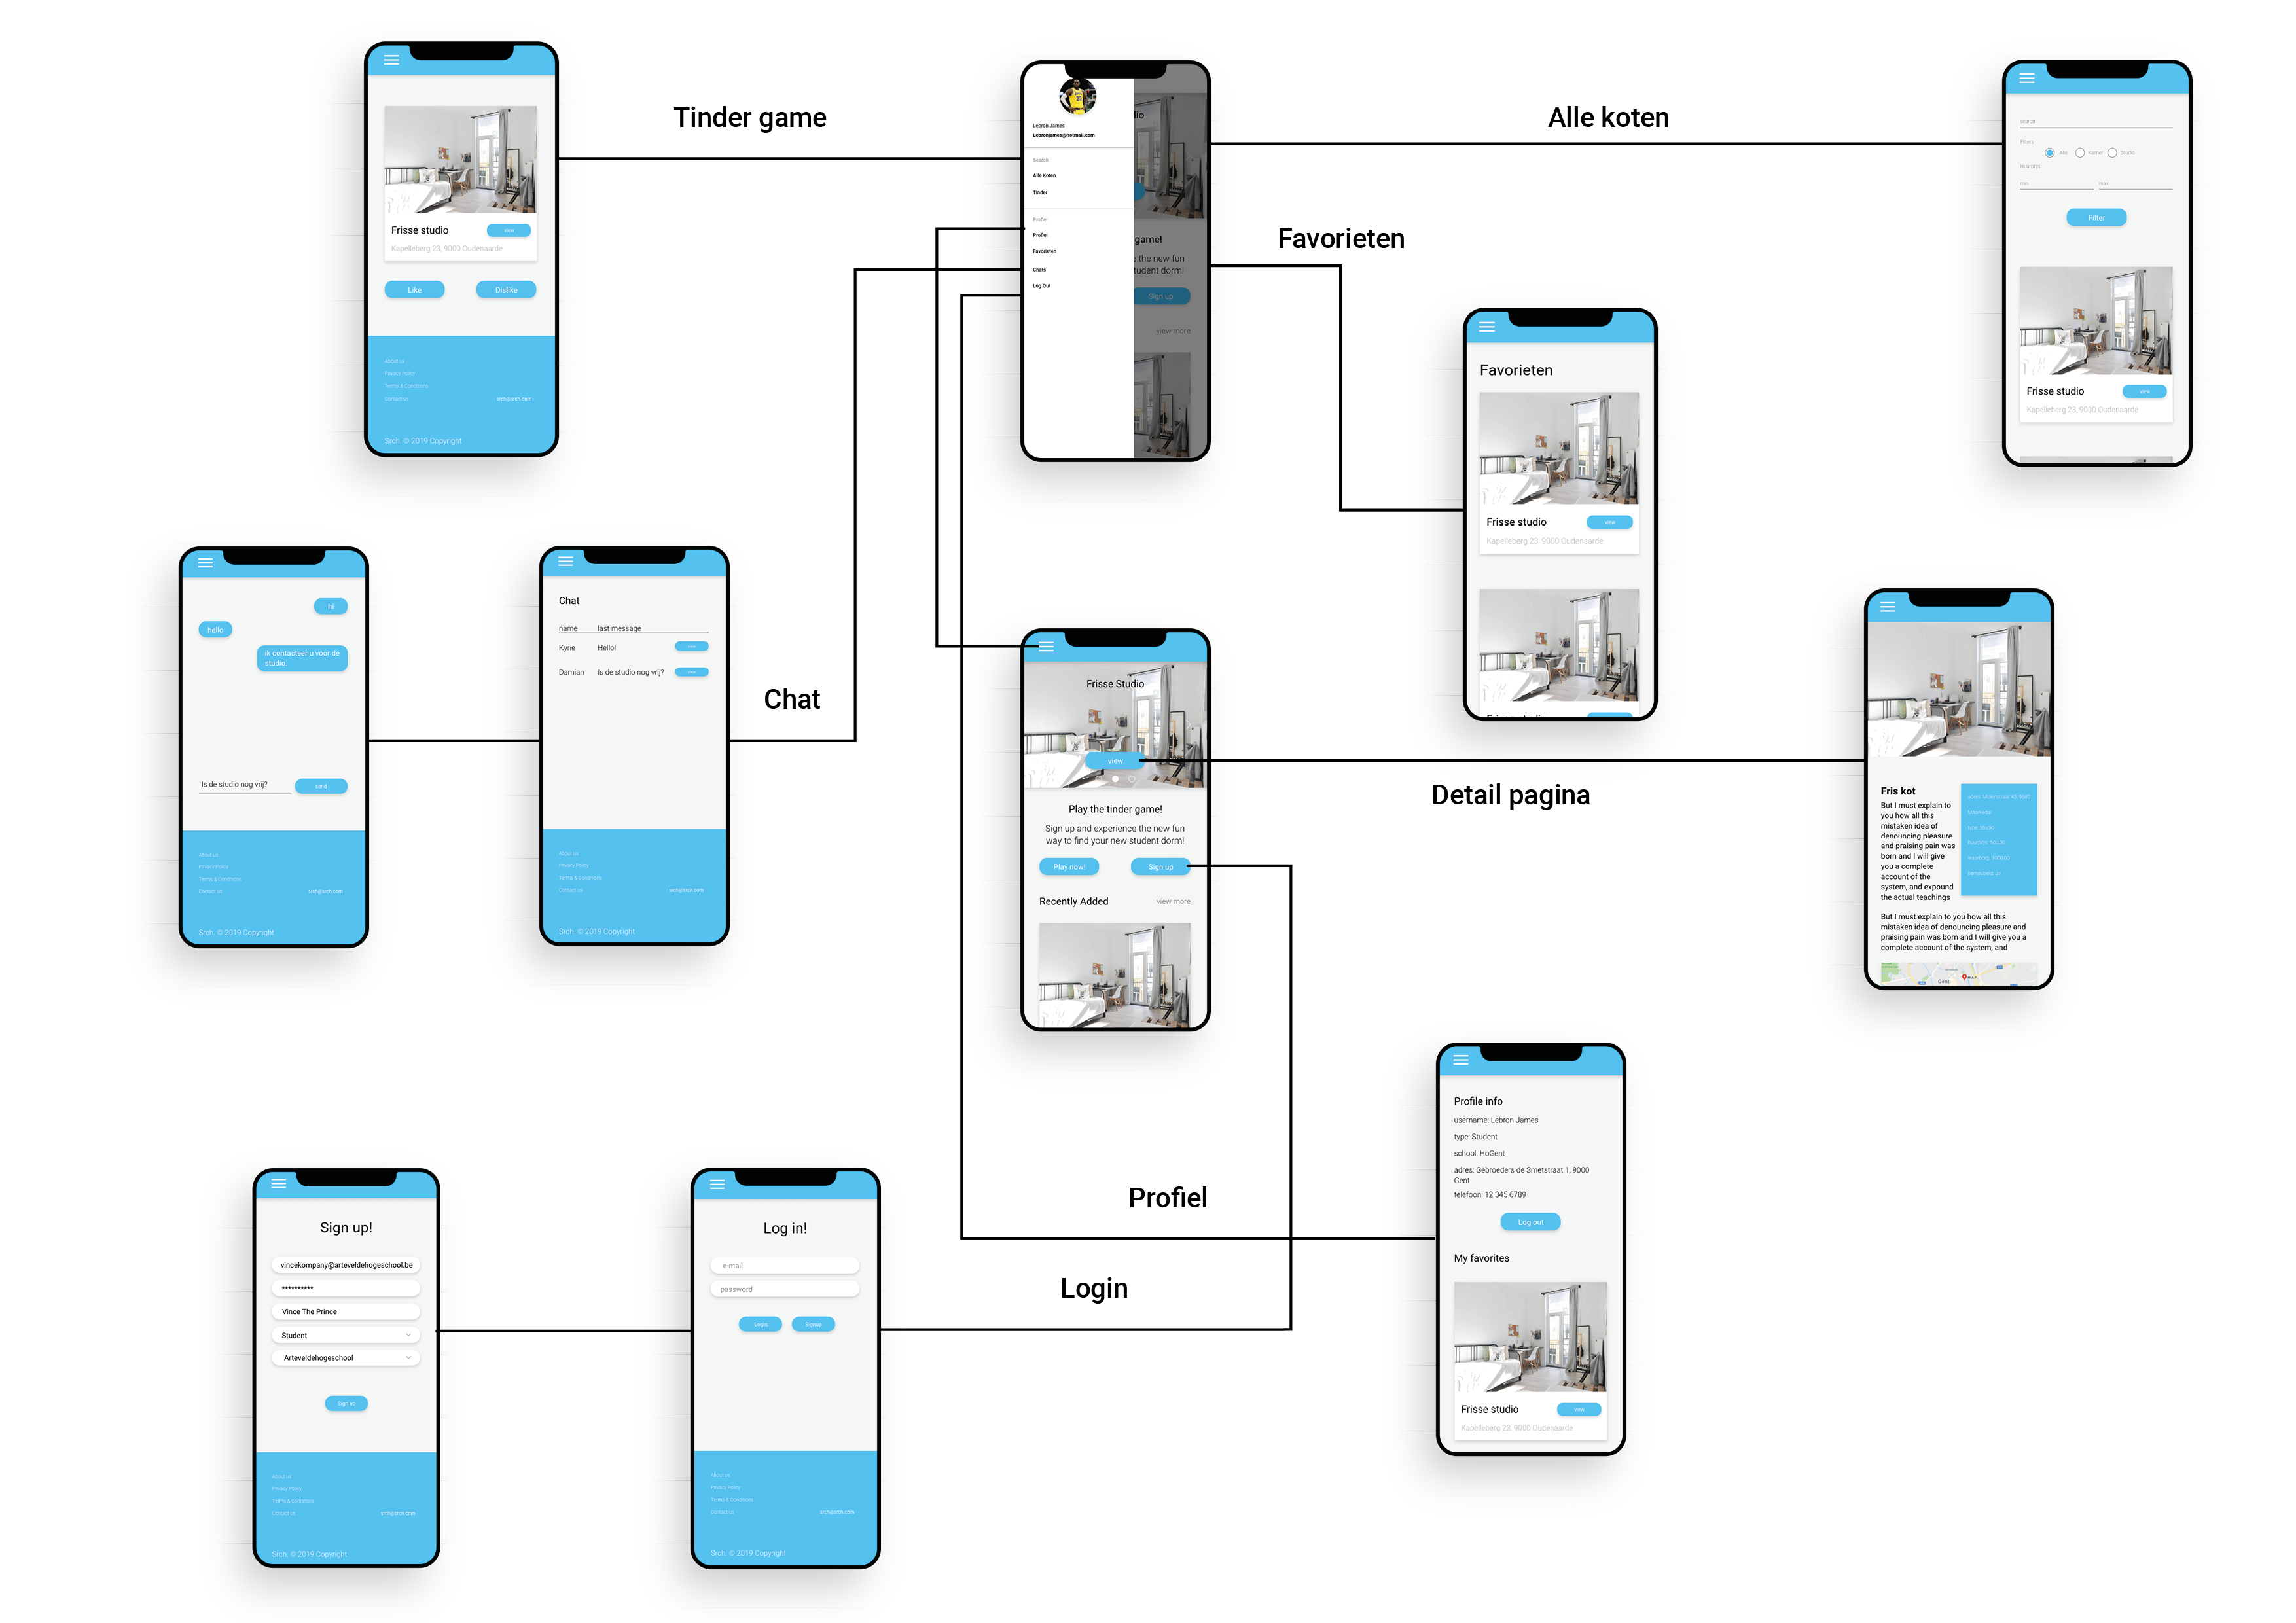 Tinder game
Alle koten
Favorieten
Chat
Detail pagina
Profiel
Login
Frisse studio
view
Kapelleberg 23, 9000 Oudenaarde
Like
Dislike
About us
Privacy Policy
Terms & Conditions
Contact us
srch@srch.com
Srch. © 2019 Copyright
Lebron James
Lebronjames@hotmail.com
Search
Alle Koten
Tinder
Profiel
Profiel
Favorieten
Chats
Log Out
dio
game!
e the new fun
tudent dorm!
Sign up
view more
search
Filters
Alle
Kamer
Studio
Huurprijs
min
max
Filter
Frisse studio
view
Kapelleberg 23, 9000 Oudenaarde
Favorieten
Frisse studio
view
Kapelleberg 23, 9000 Oudenaarde
Frisse studio
hi
hello
ik contacteer u voor de
studio.
Is de studio nog vrij?
send
About us
Privacy Policy
Terms & Conditions
Contact us
srch@srch.com
Srch. © 2019 Copyright
Chat
name last message
Kyrie Hello!
view
Damian Is de studio nog vrij?
view
About us
Privacy Policy
Terms & Conditions
Contact us
srch@srch.com
Srch. © 2019 Copyright
Frisse Studio
view
Play the tinder game!
Sign up and experience the new fun
way to find your new student dorm!
Play now!
Sign up
Recently Added
view more
Fris kot
But I must explain to
you how all this
mistaken idea of
denouncing pleasure
and praising pain was
born and I will give
you a complete
account of the
system, and expound
the actual teachings
type: Studio
But I must explain to you how all this
mistaken idea of denouncing pleasure and
praising pain was born and I will give you a
complete account of the system, and
Gent
Profile info
username: Lebron James
type: Student
school: HoGent
adres: Gebroeders de Smetstraat 1, 9000
Gent
telefoon: 12 345 6789
Log out
My favorites
Frisse studio
view
Kapelleberg 23, 9000 Oudenaarde
Sign up!
vincekompany@arteveldehogeschool.be
**********
Vince The Prince
Student
Arteveldehogeschool
Sign up
About us
Privacy Policy
Terms & Conditions
Contact us
srch@srch.com
Srch. © 2019 Copyright
Log in!
e-mail
password
Login
Signup
About us
Privacy Policy
Terms & Conditions
Contact us
srch@srch.com
Srch. © 2019 Copyright